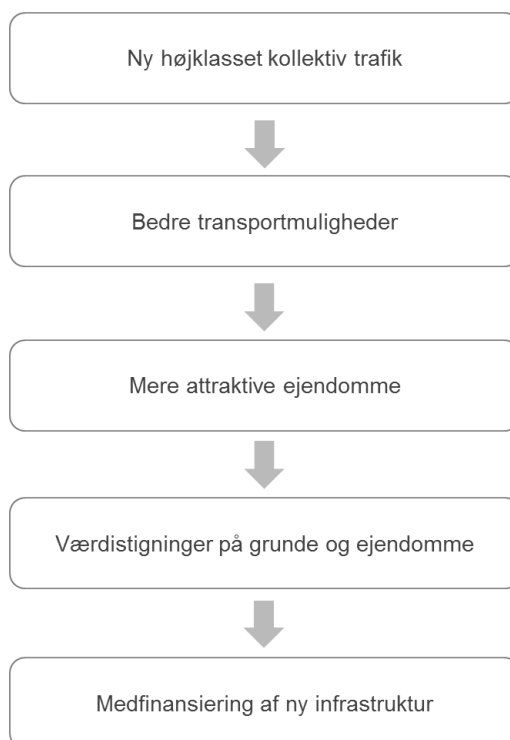 Ny højklasset kollektiv trafik
Bedre transportmuligheder
Mere attraktive ejendomme
Værdistigninger på grunde og ejendomme
Medfinansiering af ny infrastruktur